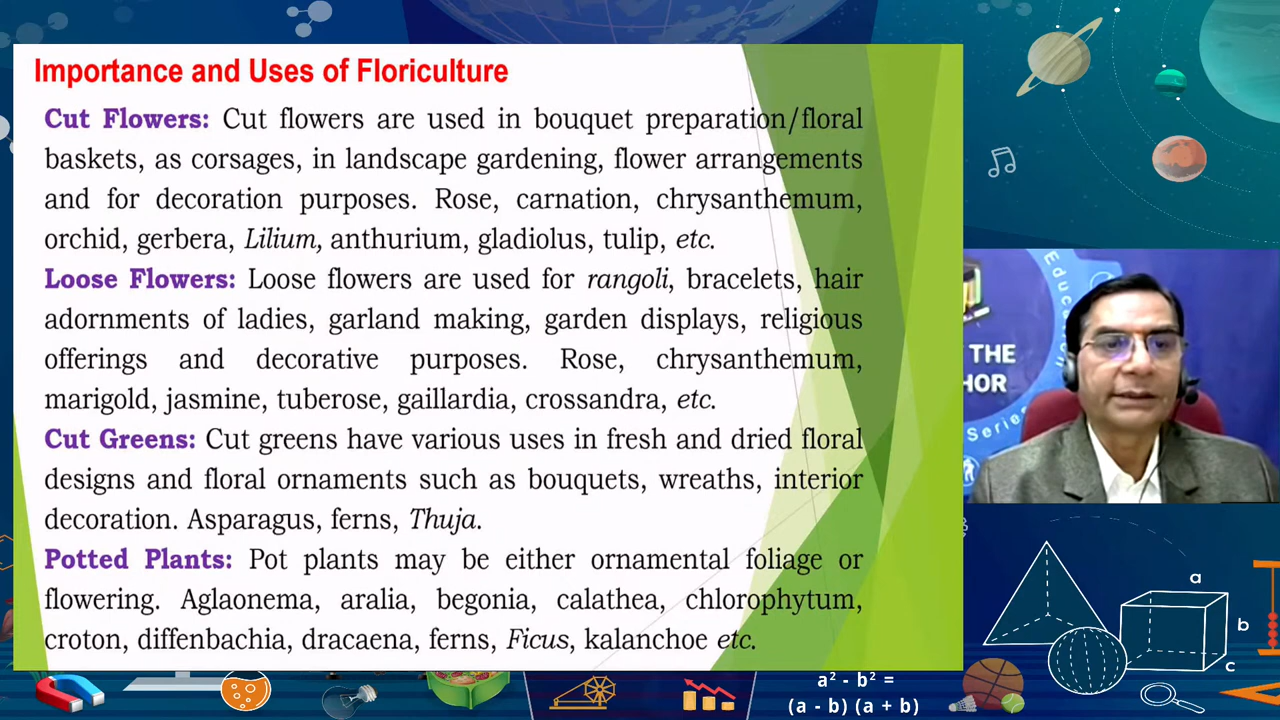 Importance and Uses of Floriculture
Cut Flowers: Cut flowers are used in bouquet preparation/floral
baskets, as corsages, in landscape gardening, flower arrangements
and for decoration purposes. Rose, carnation, chrysanthemum,
orchid, gerbera, Lilium, anthurium, gladiolus, tulip, etc.
Loose Flowers: Loose flowers are used for rangoli, bracelets, hair
adornments of ladies, garland making, garden displays, religious
offerings and decorative purposes. Rose, chrysanthemum,
marigold, jasmine, tuberose, gaillardia, crossandra, etc.
Cut Greens: Cut greens have various uses in fresh and dried floral
designs and floral ornaments such as bouquets, wreaths, interior
decoration. Asparagus, ferns, Thuja.
Potted Plants: Pot plants may be either ornamental foliage or
flowering. Aglaonema, aralia, begonia, calathea, chlorophytum,
croton, diffenbachia, dracaena, ferns, Ficus, kalanchoe etc.
THE
Series
a
b
c
a² - b² =
(a - b) (a + b)